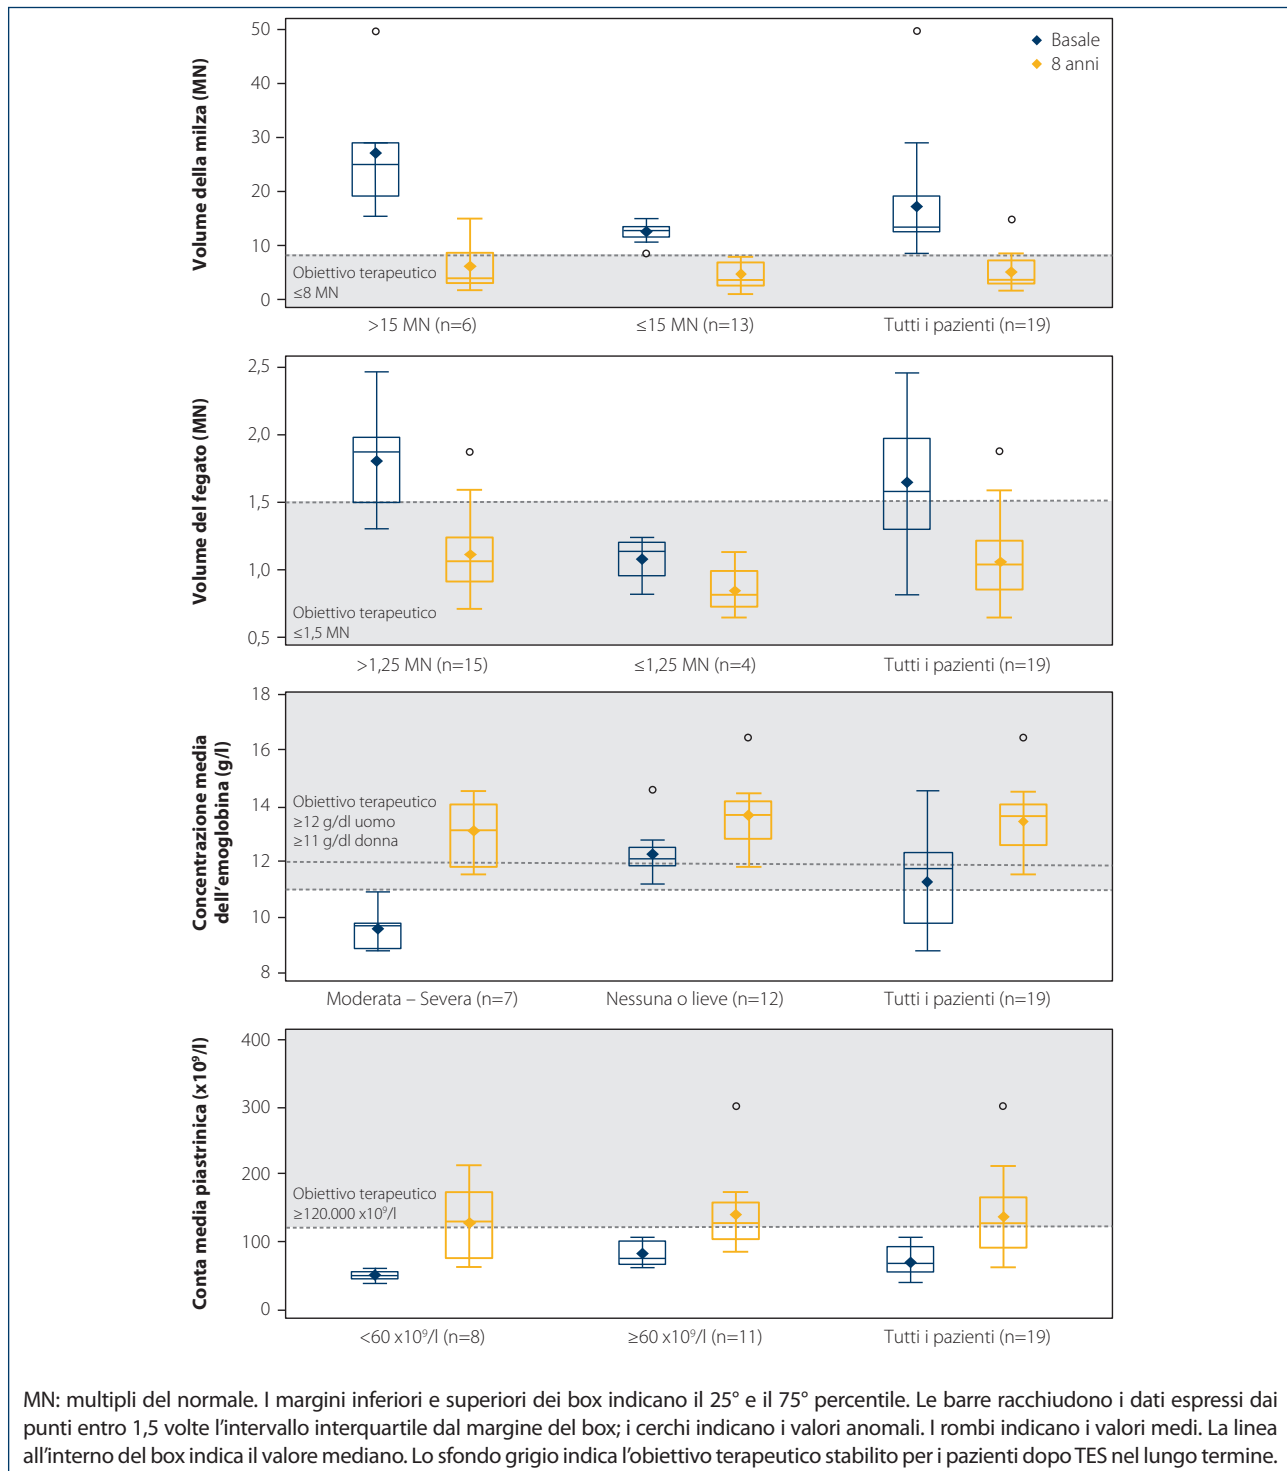 Volume della milza (MN)
50
40
30
20
10
0
Basale
8 anni
Obiettivo terapeutico
≤8 MN
>15 MN (n=6)
≤15 MN (n=13)
Tutti i pazienti (n=19)
Volume del fegato (MN)
2,5
2,0
1,5
1,0
0,5
Obiettivo terapeutico
≤1,5 MN
>1,25 MN (n=15)
≤1,25 MN (n=4)
Tutti i pazienti (n=19)
Concentrazione media
dell'emoglobina (g/l)
18
16
14
12
10
8
Obiettivo terapeutico
≥12 g/dl uomo
≥11 g/dl donna
Moderata – Severa (n=7)
Nessuna o lieve (n=12)
Tutti i pazienti (n=19)
Conta media piastrinica (x10⁹/l)
400
300
200
100
0
Obiettivo terapeutico
≥120.000 x10⁹/l
<60 x10⁹/l (n=8)
≥60 x10⁹/l (n=11)
Tutti i pazienti (n=19)
MN: multipli del normale. I margini inferiori e superiori dei box indicano il 25° e il 75° percentile. Le barre racchiudono i dati espressi dai
punti entro 1,5 volte l'intervallo interquartile dal margine del box; i cerchi indicano i valori anomali. I rombi indicano i valori medi. La linea
all'interno del box indica il valore mediano. Lo sfondo grigio indica l'obiettivo terapeutico stabilito per i pazienti dopo TES nel lungo termine.